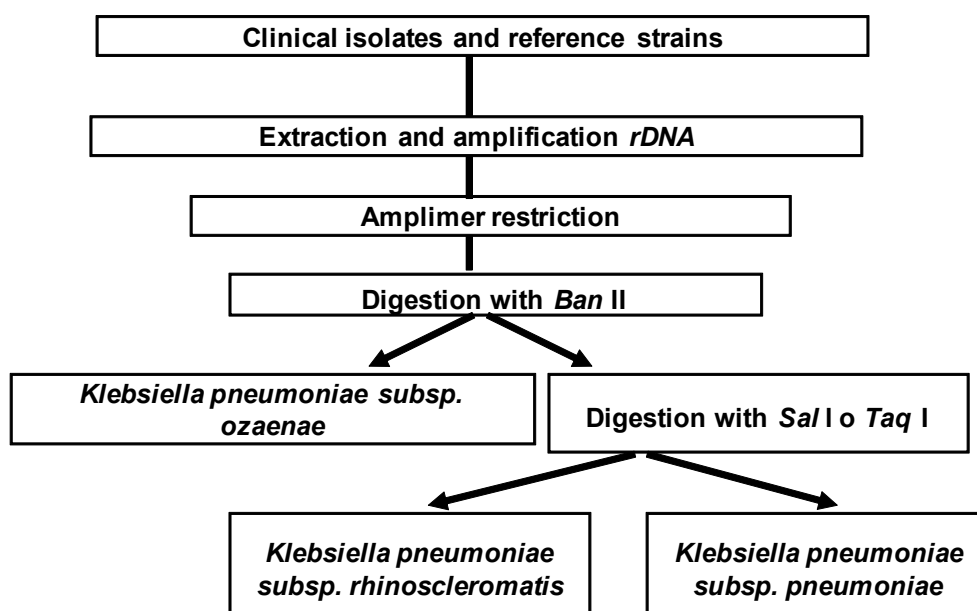 Clinical isolates and reference strains
Extraction and amplification rDNA
Amplimer restriction
Digestion with Ban II
Klebsiella pneumoniae subsp.
ozaenae
Digestion with Sal I o Taq I
Klebsiella pneumoniae
subsp. rhinoscleromatis
Klebsiella pneumoniae
subsp. pneumoniae